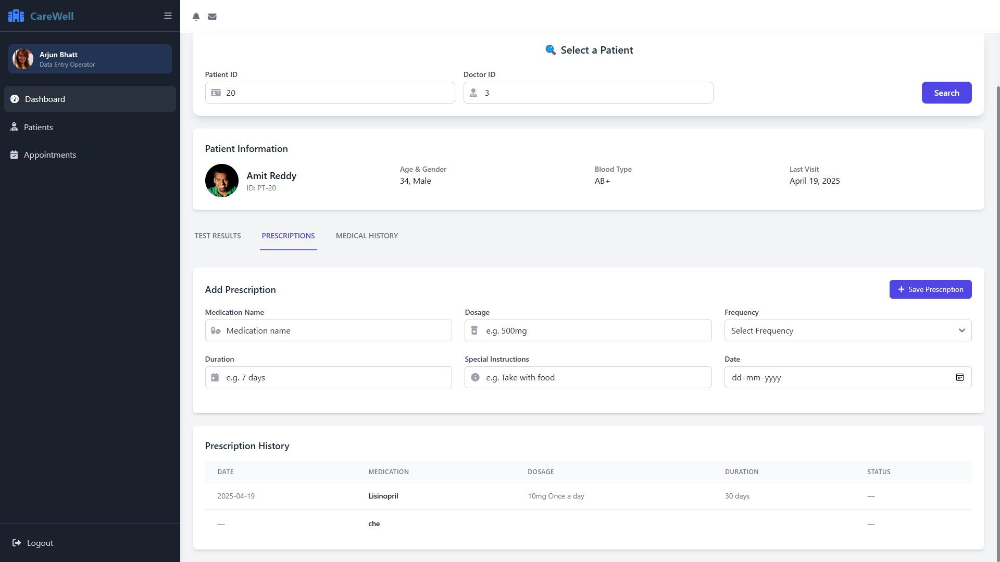 CareWell
Arjun Bhatt
Data Entry Operator
Dashboard
Patients
Appointments
Logout
Select a Patient
Patient ID
Doctor ID
20
3
Search
Patient Information
Amit Reddy
ID: PT-20
Age & Gender
34, Male
Blood Type
AB+
Last Visit
April 19, 2025
TEST RESULTS
PRESCRIPTIONS
MEDICAL HISTORY
Add Prescription
Save Prescription
Medication Name
Dosage
Frequency
Medication name
e.g. 500mg
Select Frequency
Duration
Special Instructions
Date
e.g. 7 days
e.g. Take with food
dd-mm-yyyy
Prescription History
DATE MEDICATION DOSAGE DURATION STATUS
2025-04-19 Lisinopril 10mg Once a day 30 days —
— che —